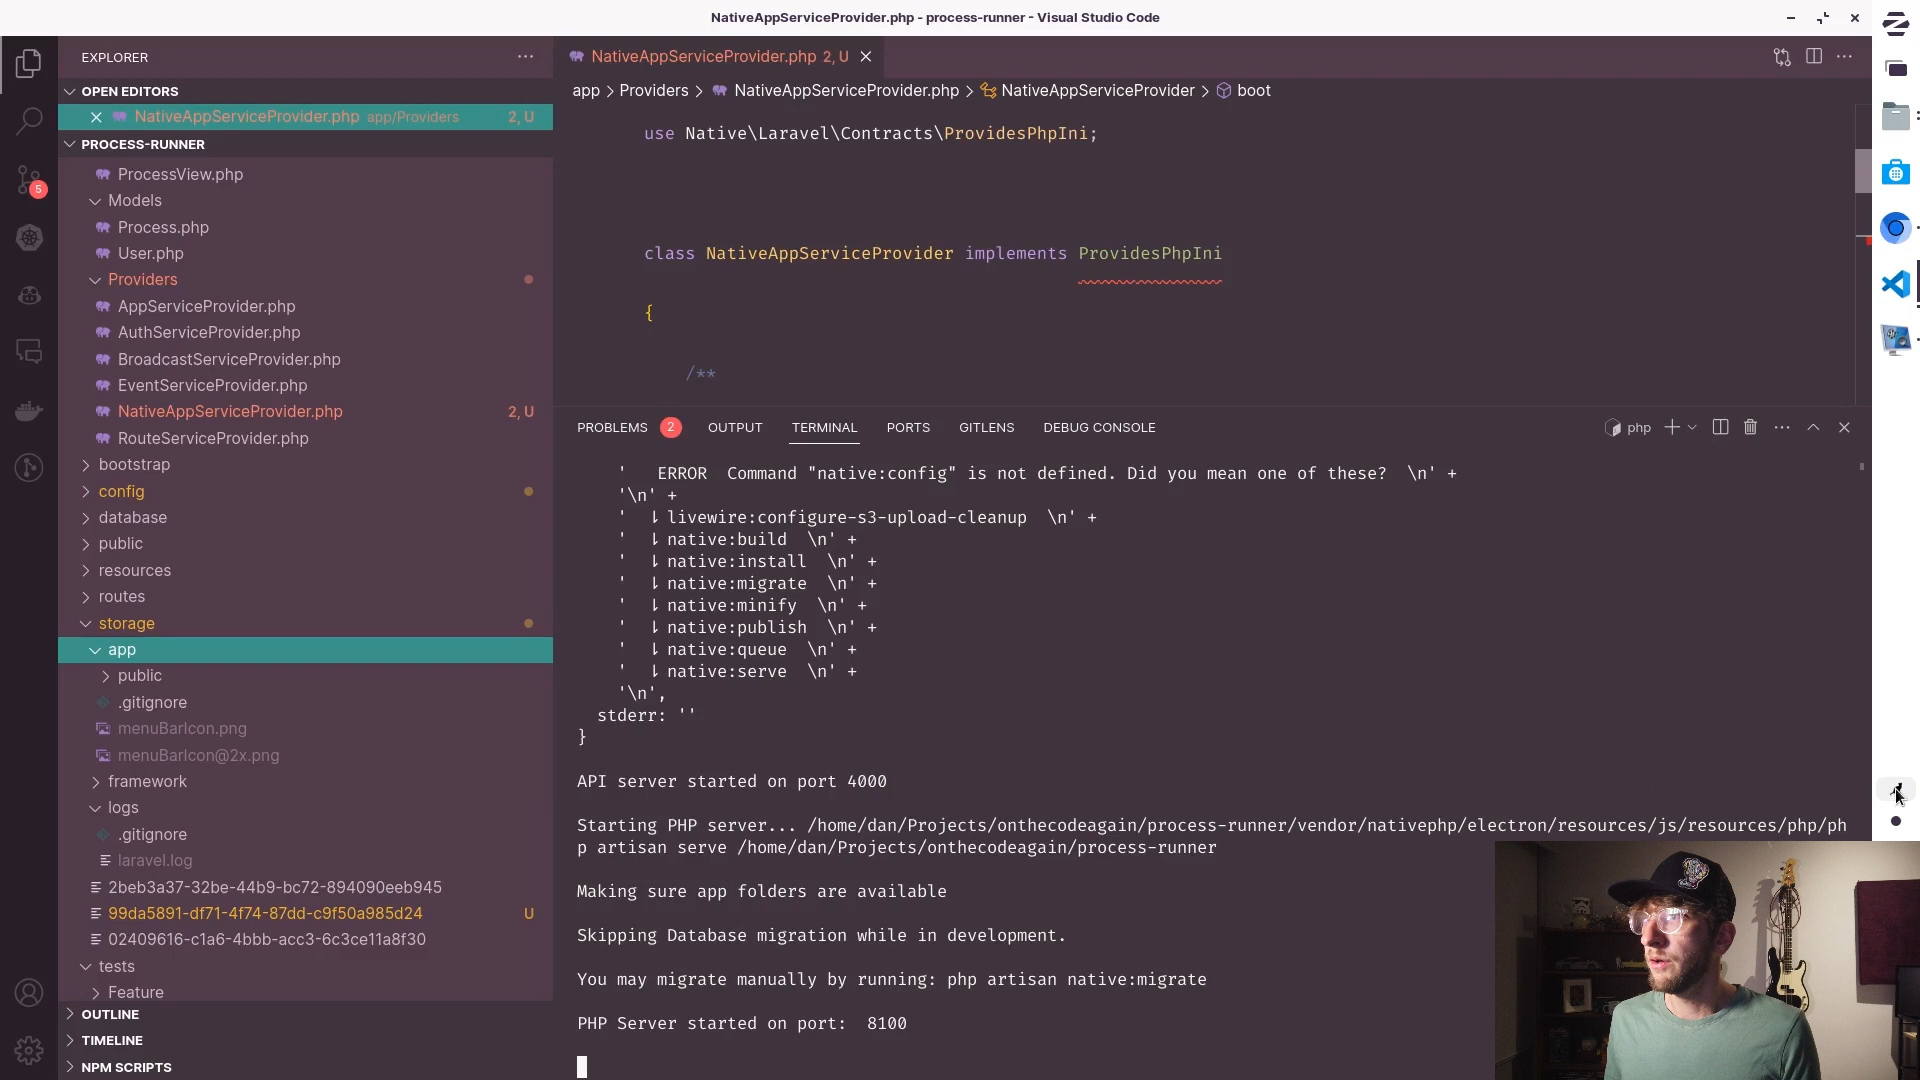 NativeAppServiceProvider.php - process-runner - Visual Studio Code
EXPLORER
OPEN EDITORS
NativeAppServiceProvider.php app/Providers 2, U
PROCESS-RUNNER
ProcessView.php
Models
Process.php
User.php
Providers
AppServiceProvider.php
AuthServiceProvider.php
BroadcastServiceProvider.php
EventServiceProvider.php
NativeAppServiceProvider.php 2, U
RouteServiceProvider.php
bootstrap
config
database
public
resources
routes
storage
app
public
.gitignore
menuBarIcon.png
menuBarIcon@2x.png
framework
logs
.gitignore
laravel.log
2beb3a37-32be-44b9-bc72-894090eeb945
99da5891-df71-4f74-87dd-c9f50a985d24 U
02409616-c1a6-4bbb-acc3-6c3ce11a8f30
tests
Feature
OUTLINE
TIMELINE
NPM SCRIPTS
5
NativeAppServiceProvider.php 2, U
app > Providers > NativeAppServiceProvider.php > NativeAppServiceProvider > boot
use Native\Laravel\Contracts\ProvidesPhpIni;
class NativeAppServiceProvider implements ProvidesPhpIni
{
/**
PROBLEMS 2 OUTPUT TERMINAL PORTS GITLENS DEBUG CONSOLE php
'   ERROR  Command "native:config" is not defined. Did you mean one of these?  \n' +
'\n' +
'  ⇂ livewire:configure-s3-upload-cleanup  \n' +
'  ⇂ native:build  \n' +
'  ⇂ native:install  \n' +
'  ⇂ native:migrate  \n' +
'  ⇂ native:minify  \n' +
'  ⇂ native:publish  \n' +
'  ⇂ native:queue  \n' +
'  ⇂ native:serve  \n' +
'\n',
stderr: ''
}
API server started on port 4000
Starting PHP server... /home/dan/Projects/onthecodeagain/process-runner/vendor/nativephp/electron/resources/js/resources/php/ph
p artisan serve /home/dan/Projects/onthecodeagain/process-runner
Making sure app folders are available
Skipping Database migration while in development.
You may migrate manually by running: php artisan native:migrate
PHP Server started on port:  8100